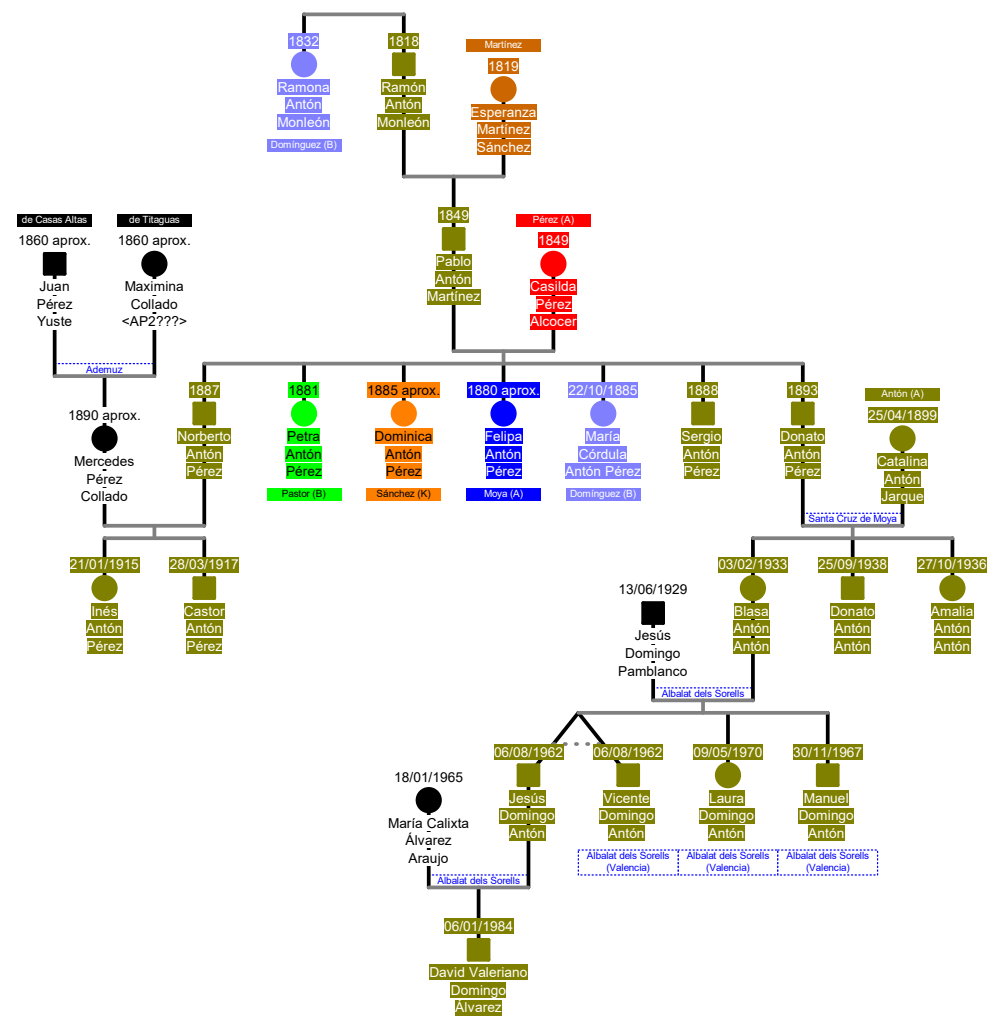 1832
Ramona
Antón
Monleón
Domínguez (B)
1818
Ramón
Antón
Monleón
Martínez
1819
Esperanza
Martínez
Sánchez
1849
Pablo
Antón
Martínez
Pérez (A)
1849
Casilda
Pérez
Alcocer
de Casas Altas
1860 aprox.
Juan
Pérez
Yuste
de Titaguas
1860 aprox.
Maximina
Collado
<AP2???>
Ademuz
1890 aprox.
Mercedes
Pérez
Collado
1887
Norberto
Antón
Pérez
1881
Petra
Antón
Pérez
Pastor (B)
1885 aprox.
Dominica
Antón
Pérez
Sánchez (K)
1880 aprox.
Felipa
Antón
Pérez
Moya (A)
22/10/1885
María
Córdula
Antón Pérez
Domínguez (B)
1888
Sergio
Antón
Pérez
1893
Donato
Antón
Pérez
Antón (A)
25/04/1899
Catalina
Antón
Jarque
Santa Cruz de Moya
21/01/1915
Inés
Antón
Pérez
28/03/1917
Castor
Antón
Pérez
13/06/1929
Jesús
Domingo
Pamblanco
03/02/1933
Blasa
Antón
Antón
25/09/1938
Donato
Antón
Antón
27/10/1936
Amalia
Antón
Antón
Albalat dels Sorells
18/01/1965
María Calixta
Álvarez
Araujo
06/08/1962
Jesús
Domingo
Antón
06/08/1962
Vicente
Domingo
Antón
Albalat dels Sorells
(Valencia)
09/05/1970
Laura
Domingo
Antón
Albalat dels Sorells
(Valencia)
30/11/1967
Manuel
Domingo
Antón
Albalat dels Sorells
(Valencia)
Albalat dels Sorells
06/01/1984
David Valeriano
Domingo
Álvarez